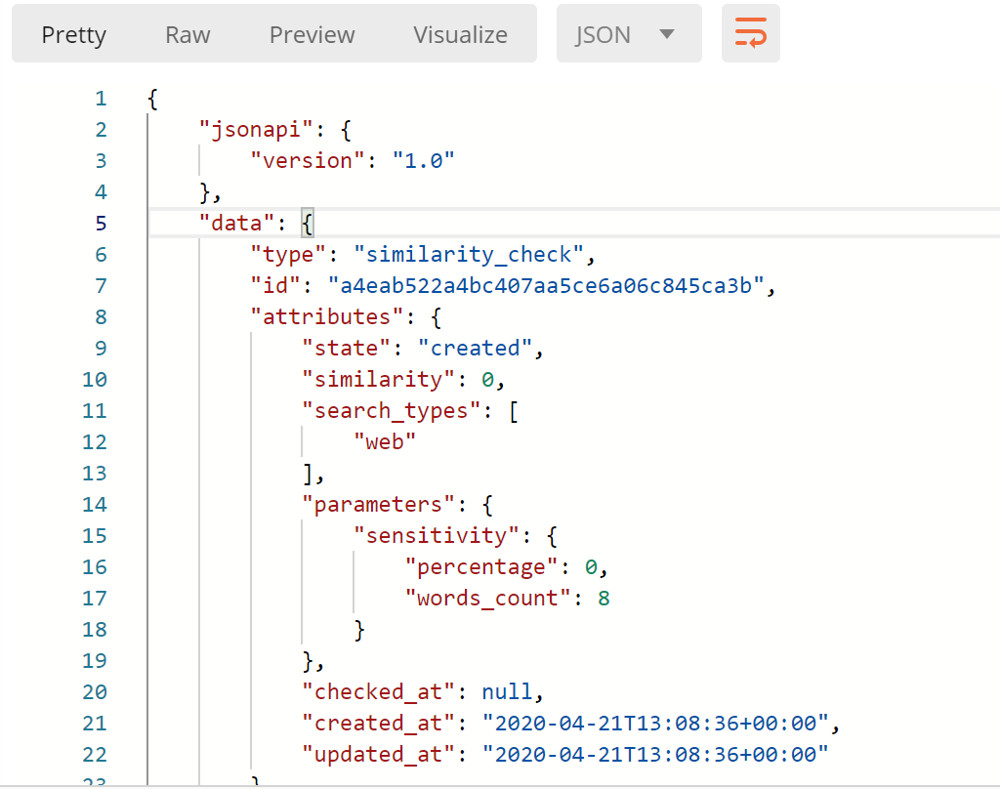 Pretty Raw Preview Visualize JSON
1 {
2 "jsonapi": {
3 "version": "1.0"
4 },
5 "data": {
6 "type": "similarity_check",
7 "id": "a4eab522a4bc407aa5ce6a06c845ca3b",
8 "attributes": {
9 "state": "created",
10 "similarity": 0,
11 "search_types": [
12 "web"
13 ],
14 "parameters": {
15 "sensitivity": {
16 "percentage": 0,
17 "words_count": 8
18 }
19 },
20 "checked_at": null,
21 "created_at": "2020-04-21T13:08:36+00:00",
22 "updated_at": "2020-04-21T13:08:36+00:00"